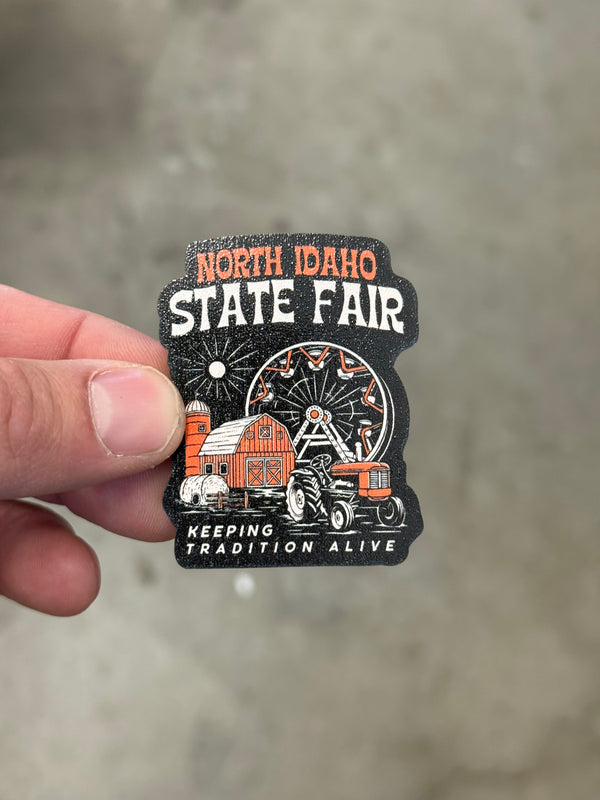 NORTH IDAHO
STATE FAIR
KEEPING
TRADITION ALIVE